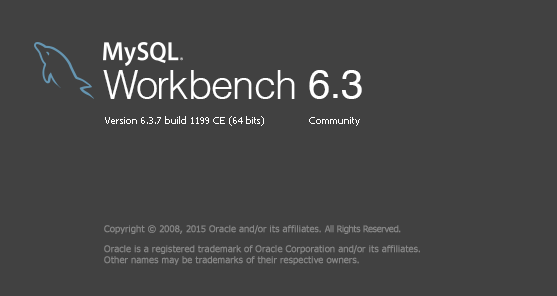 MySQL®
Workbench 6.3
Version 6.3.7 build 1199 CE (64 bits) Community
Copyright © 2008, 2015 Oracle and/or its affiliates. All Rights Reserved.
Oracle is a registered trademark of Oracle Corporation and/or its affiliates.
Other names may be trademarks of their respective owners.